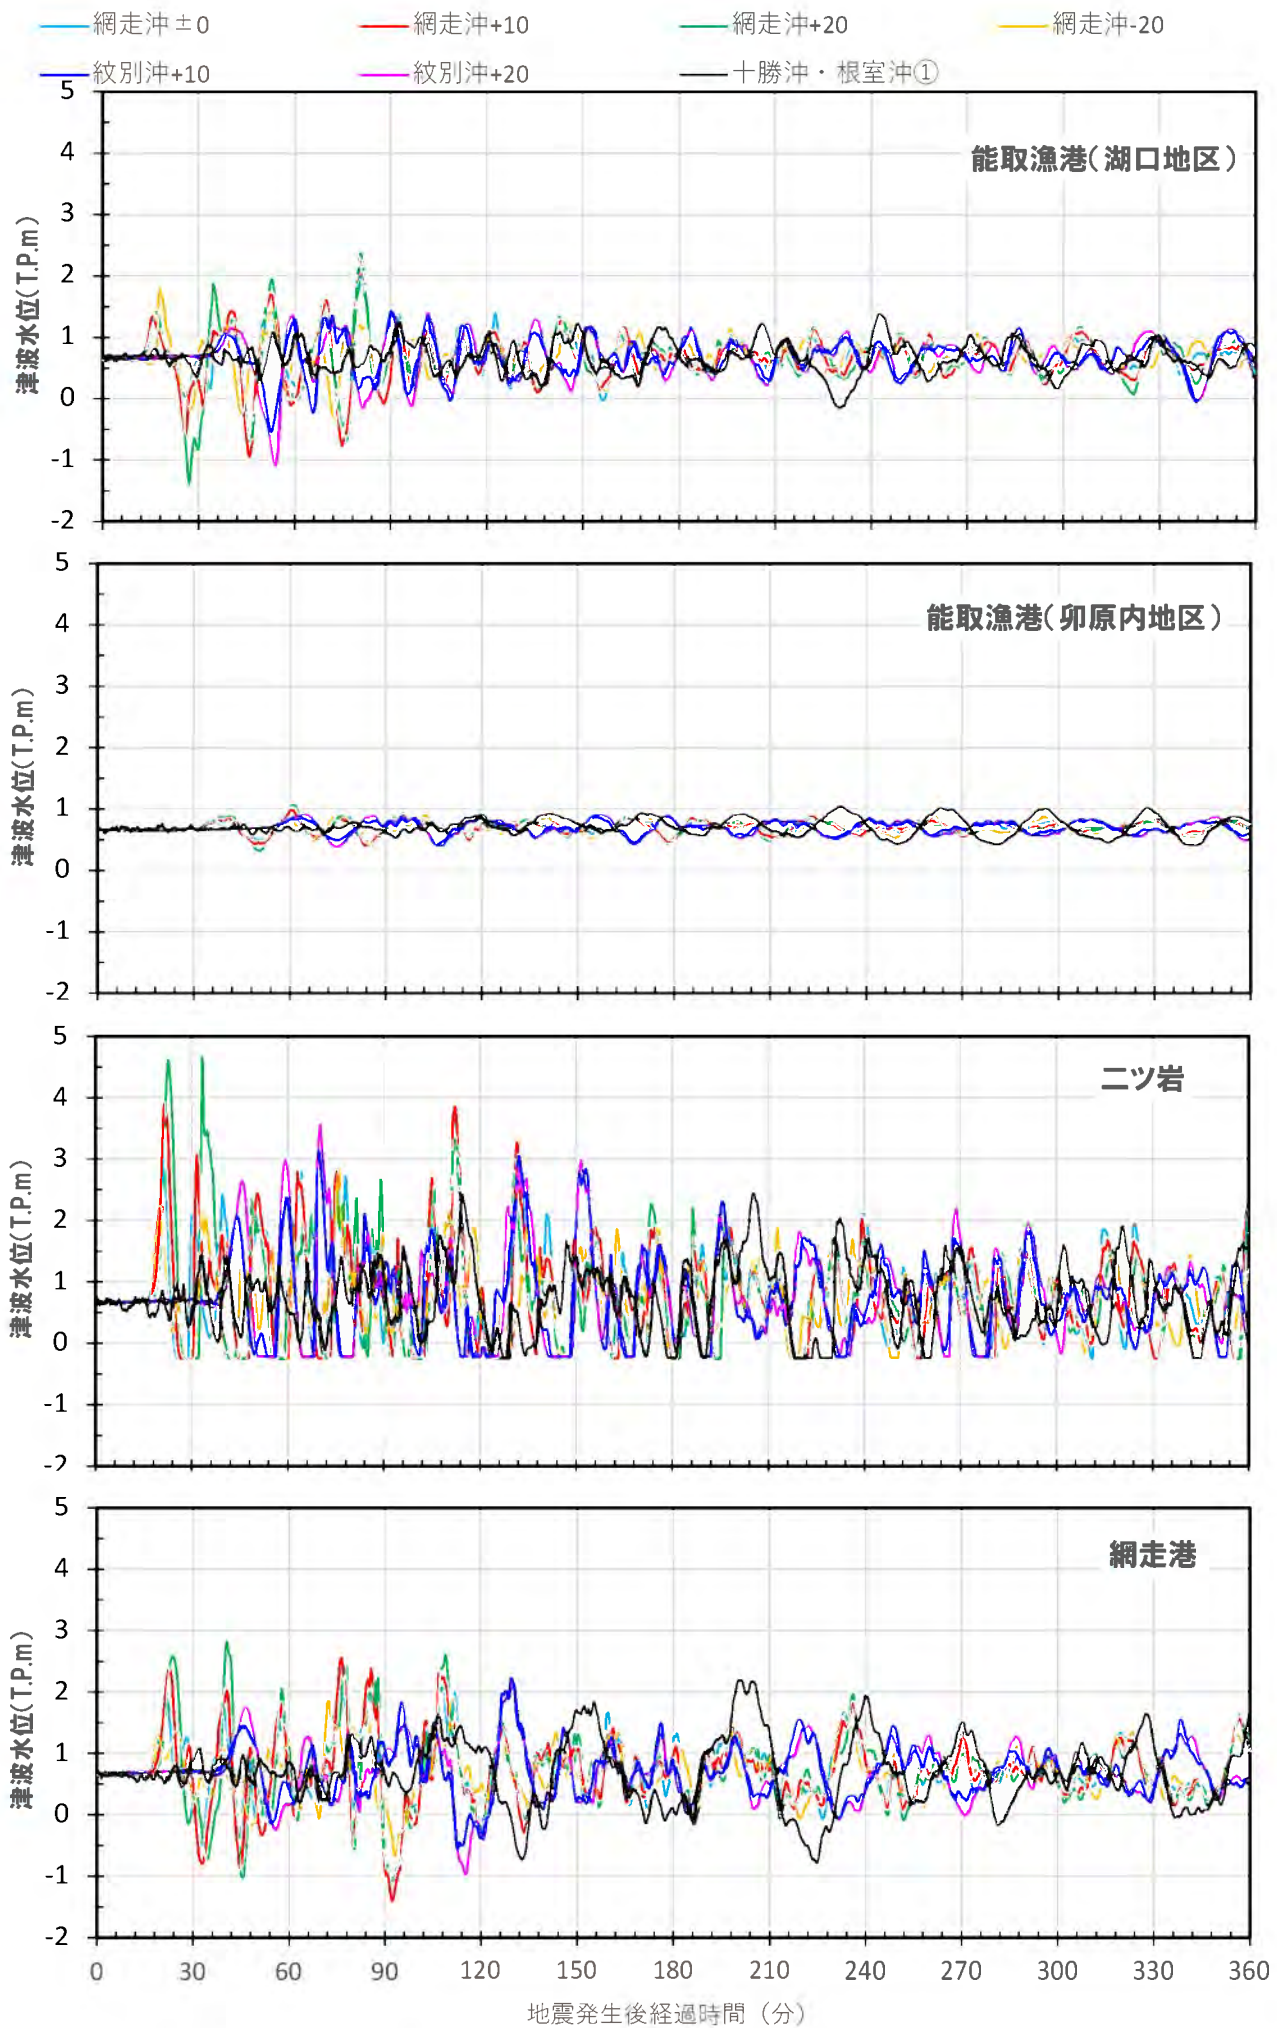 網走沖±0 網走沖+10 網走沖+20 網走沖-20
紋別沖+10 紋別沖+20 十勝沖・根室沖①
5
能取漁港(湖口地区)
4
3
2
1
0
-1
-2
津波水位(T.P.m)
5
能取漁港(卯原内地区)
4
3
2
1
0
-1
-2
津波水位(T.P.m)
5
二ツ岩
4
3
2
1
0
-1
-2
津波水位(T.P.m)
5
網走港
4
3
2
1
0
-1
-2
津波水位(T.P.m)
0 30 60 90 120 150 180 210 240 270 300 330 360
地震発生後経過時間（分）